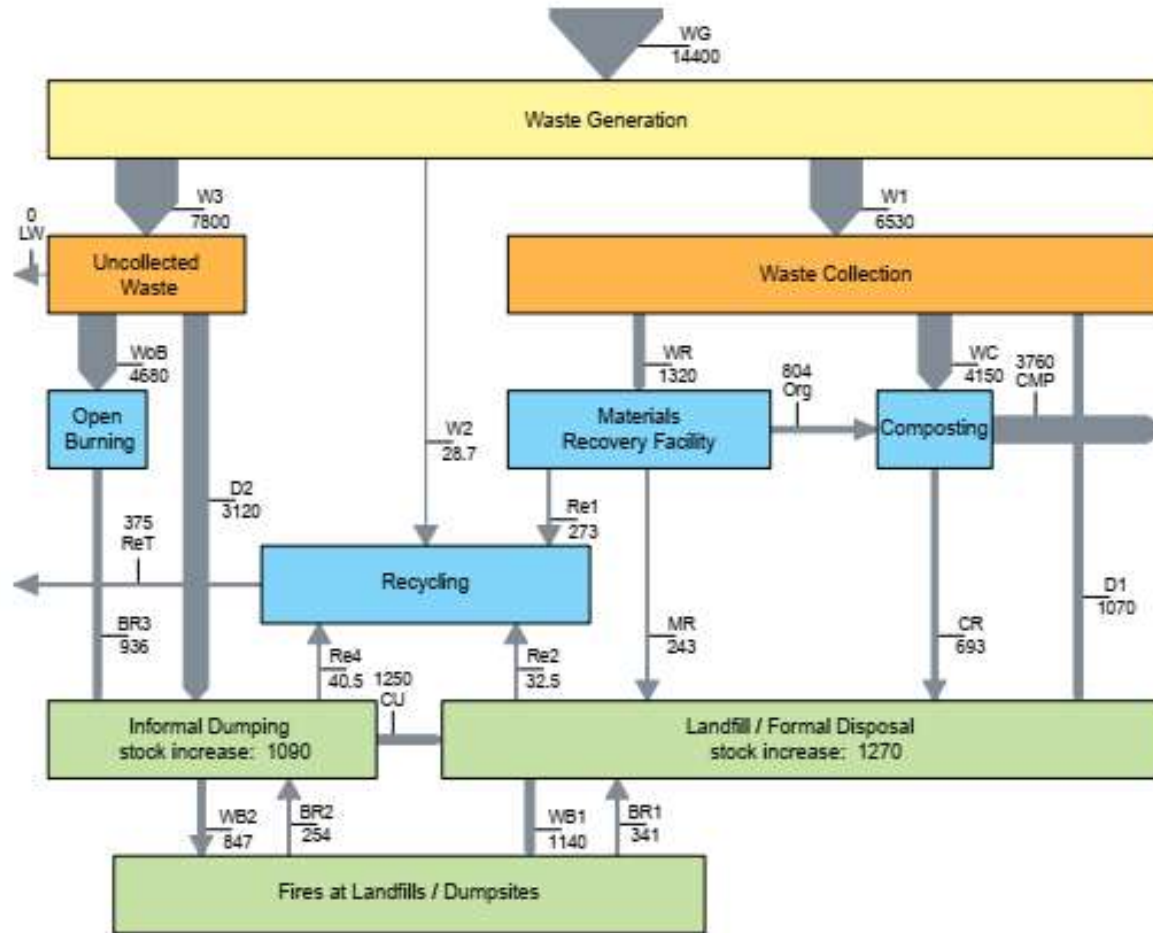 WG
14400
Waste Generation
W3
7800
W1
6530
0
LW
Uncollected
Waste
Waste Collection
WoB
4680
WR
1320
804
Org
WC
4150
3760
CMP
Open
Burning
W2
28.7
Materials
Recovery Facility
Composting
D2
3120
Re1
273
375
ReT
Recycling
D1
1070
BR3
936
MR
243
CR
693
Re4
40.5
1250
CU
Re2
32.5
Informal Dumping
stock increase: 1090
Landfill / Formal Disposal
stock increase: 1270
WB2
847
BR2
254
WB1
1140
BR1
341
Fires at Landfills / Dumpsites